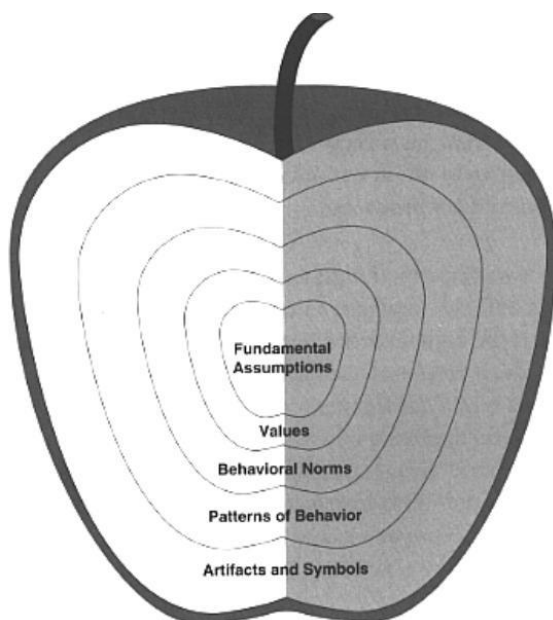 Fundamental
Assumptions
Values
Behavioral Norms
Patterns of Behavior
Artifacts and Symbols